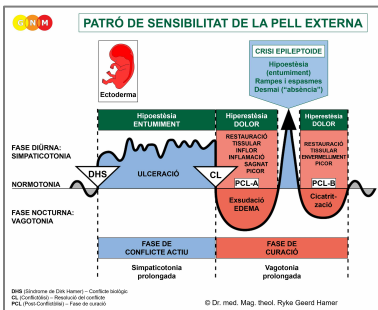 GNM
PATRÓ DE SENSIBILITAT DE LA PELL EXTERNA
CRISI EPILEPTOIDE
Hipoestèsia
(entumiment)
Rampes i espasmes
Desmai ("absència")
Ectoderma
Hipoestèsia
ENTUMIMENT
Hiperestèsia
DOLOR
Hiperestèsia
DOLOR
FASE DIÜRNA:
SIMPATICOTONIA
RESTAURACIÓ
TISSULAR
INFLOR
INFLAMACIÓ
SAGNAT
PICOR
RESTAURACIÓ
TISSULAR
ENVERMELLIMENT
PICOR
DHS
ULCERACIÓ
CL
PCL-A
PCL-B
NORMOTONIA
Exsudació
EDEMA
Cicatrit-
zació
FASE NOCTURNA:
VAGOTONIA
FASE DE
CONFLICTE ACTIU
FASE DE
CURACIÓ
Simpaticotonia
prolongada
Vagotonia
prolongada
DHS (Síndrome de Dirk Hamer) – Conflicte biològic
CL (Conflictòlisi) – Resolució del conflicte
PCL (Post-Conflictòlisi) – Fase de curació
© Dr. med. Mag. theol. Ryke Geerd Hamer